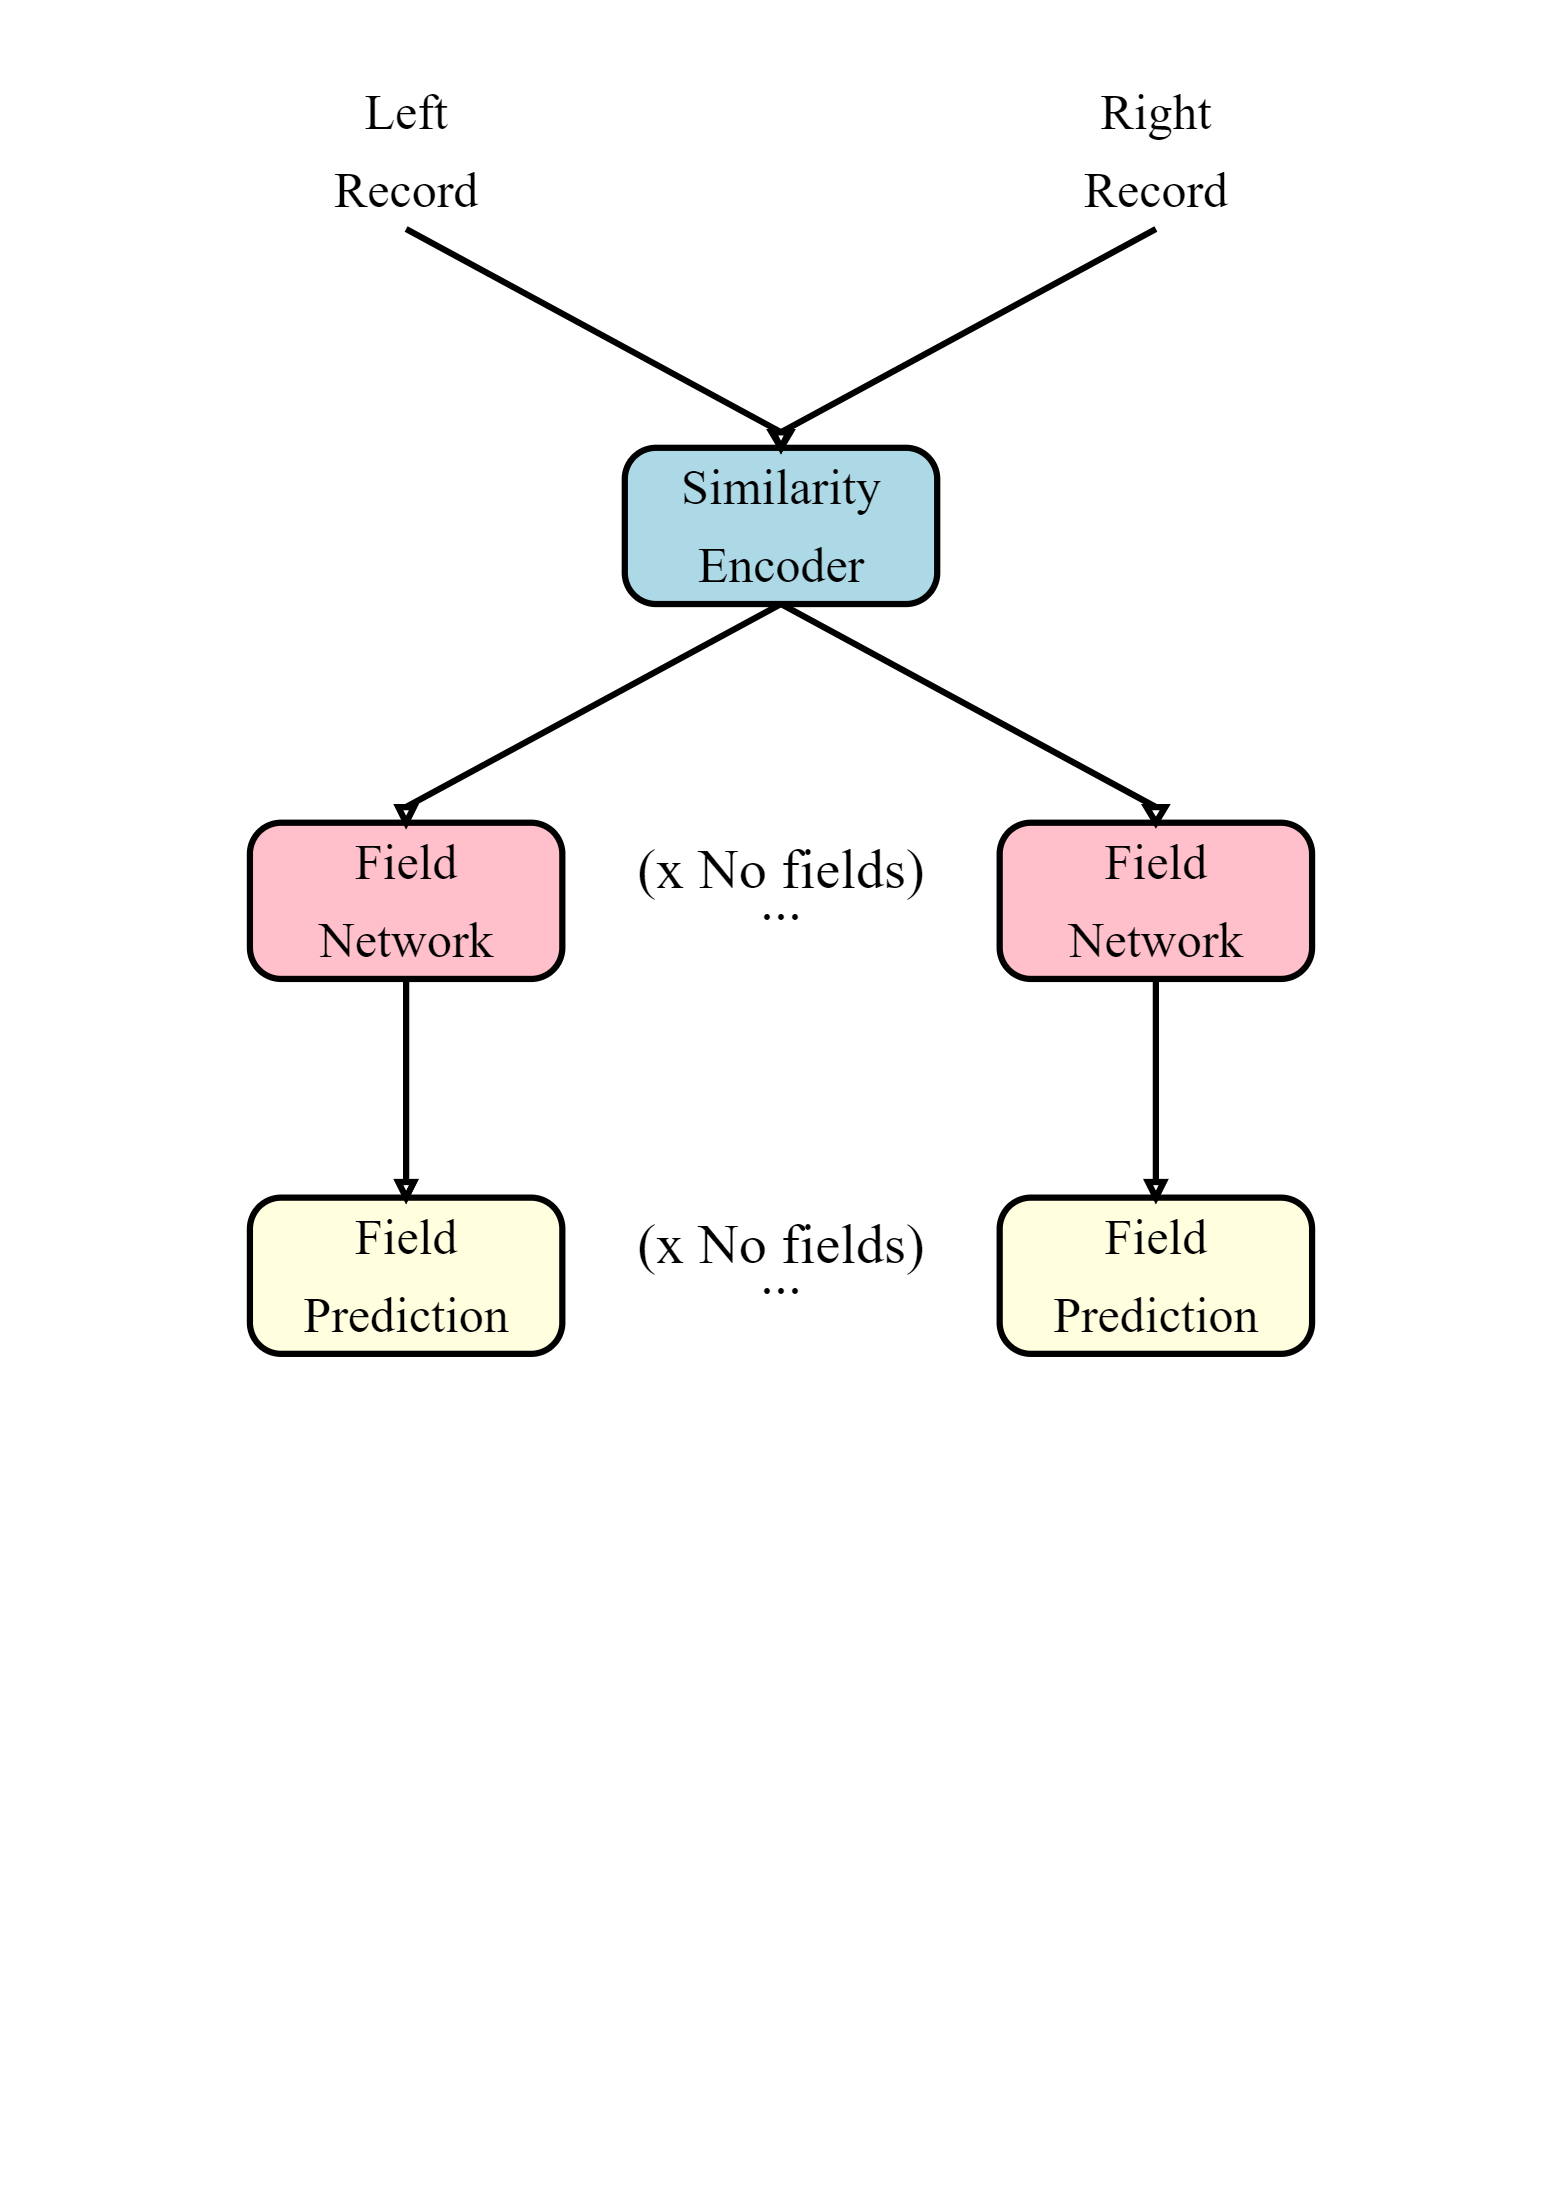 Left
Record
Right
Record
Similarity
Encoder
Field
Network
(x No fields)
...
Field
Network
Field
Prediction
(x No fields)
...
Field
Prediction